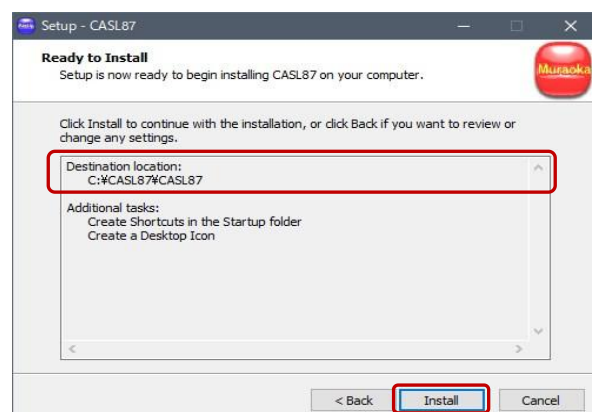 Setup - CASL87
Ready to Install
Setup is now ready to begin installing CASL87 on your computer.
Muraoka
Click Install to continue with the installation, or click Back if you want to review or
change any settings.
Destination location:
C:¥CASL87¥CASL87
Additional tasks:
Create Shortcuts in the Startup folder
Create a Desktop Icon
< Back
Install
Cancel